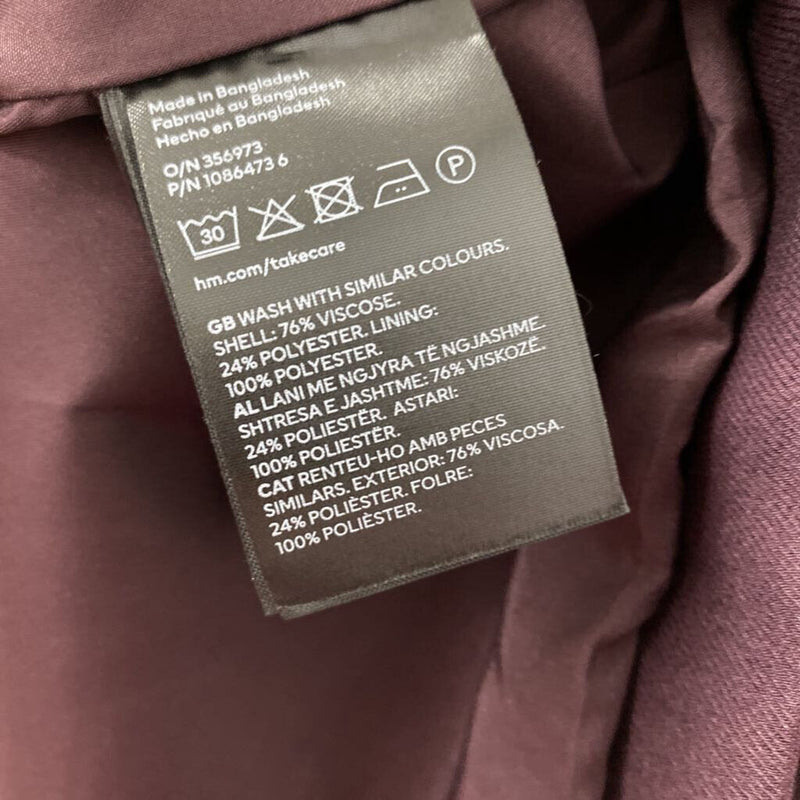 Made in Bangladesh
Fabriqué au Bangladesh
Hecho en Bangladesh
O/N 356973
P/N 1086473 6
30
P
hm.com/takecare
GB WASH WITH SIMILAR COLOURS.
SHELL: 76% VISCOSE.
24% POLYESTER. LINING:
100% POLYESTER.
AL LANI ME NGJYRA TË NGJASHME.
SHTRESA E JASHTME: 76% VISKOZË.
24% POLIESTËR. ASTARI:
100% POLIESTËR.
CAT RENTEU-HO AMB PECES
SIMILARS. EXTERIOR: 76% VISCOSA.
24% POLIÈSTER. FOLRE:
100% POLIÈSTER.